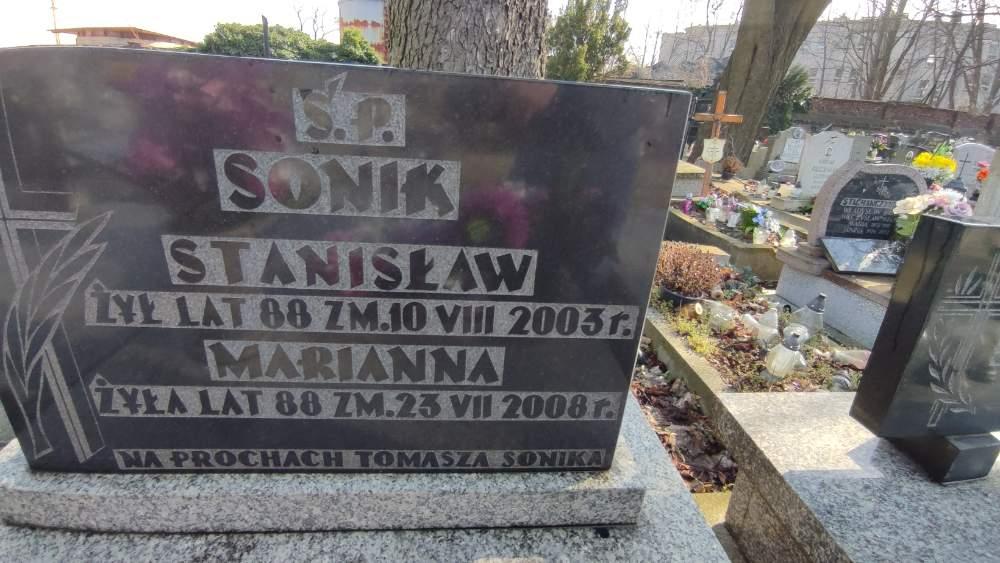 Ś.P.
SONIK
STANISŁAW
ŻYŁ LAT 88 ZM. 10 VIII 2003 r.
MARIANNA
ŻYŁA LAT 88 ZM. 23 VII 2008 r.
NA PROCHACH TOMASZA SONIKA